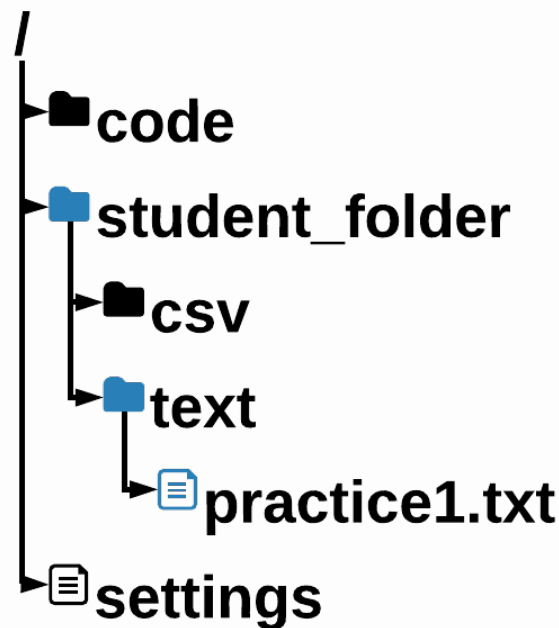 /
code
student_folder
csv
text
practice1.txt
settings